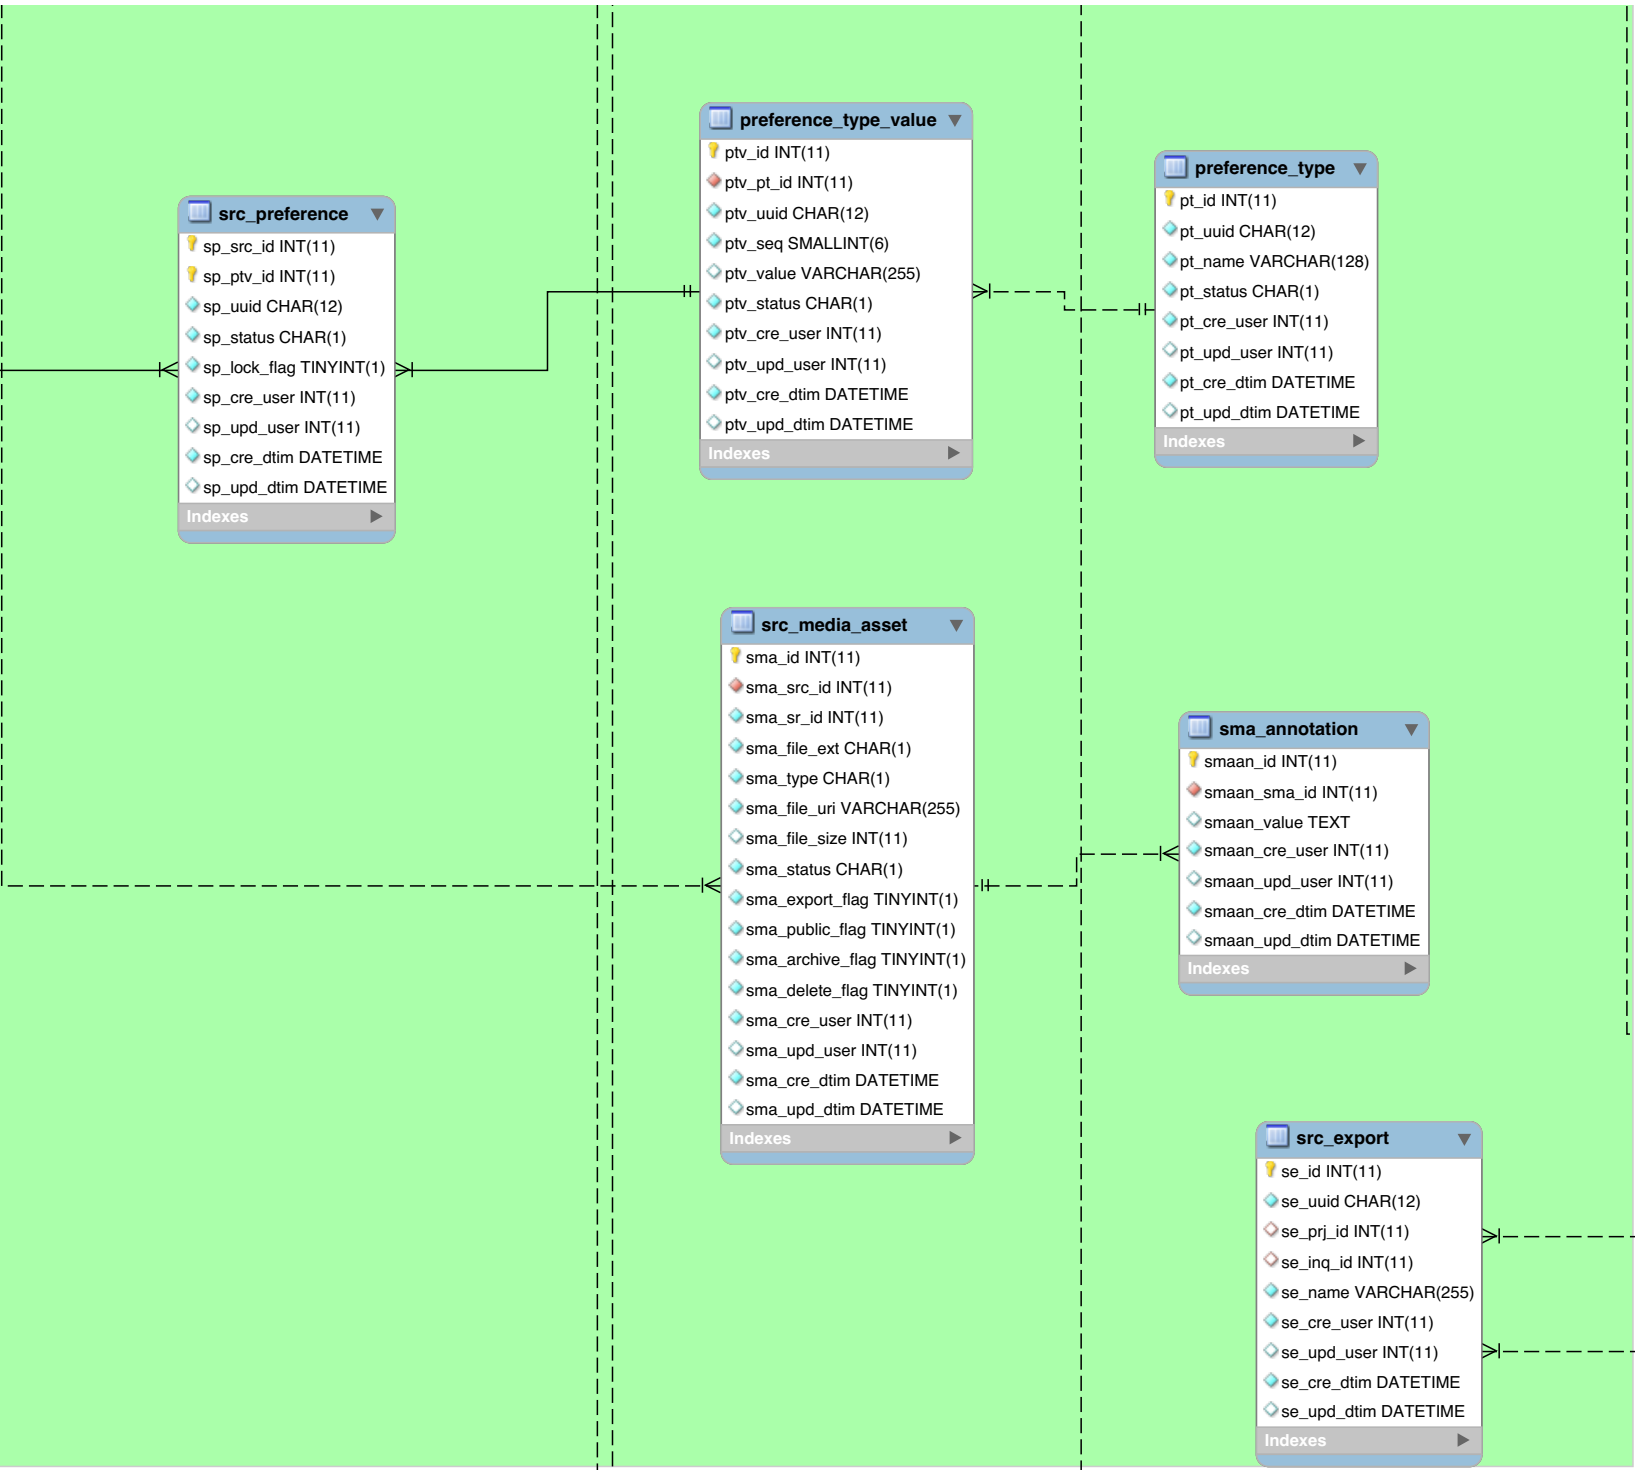 preference_type_value
ptv_id INT(11)
ptv_pt_id INT(11)
ptv_uuid CHAR(12)
ptv_seq SMALLINT(6)
ptv_value VARCHAR(255)
ptv_status CHAR(1)
ptv_cre_user INT(11)
ptv_upd_user INT(11)
ptv_cre_dtim DATETIME
ptv_upd_dtim DATETIME
Indexes
preference_type
pt_id INT(11)
pt_uuid CHAR(12)
pt_name VARCHAR(128)
pt_status CHAR(1)
pt_cre_user INT(11)
pt_upd_user INT(11)
pt_cre_dtim DATETIME
pt_upd_dtim DATETIME
Indexes
src_preference
sp_src_id INT(11)
sp_ptv_id INT(11)
sp_uuid CHAR(12)
sp_status CHAR(1)
sp_lock_flag TINYINT(1)
sp_cre_user INT(11)
sp_upd_user INT(11)
sp_cre_dtim DATETIME
sp_upd_dtim DATETIME
Indexes
src_media_asset
sma_id INT(11)
sma_src_id INT(11)
sma_sr_id INT(11)
sma_file_ext CHAR(1)
sma_type CHAR(1)
sma_file_uri VARCHAR(255)
sma_file_size INT(11)
sma_status CHAR(1)
sma_export_flag TINYINT(1)
sma_public_flag TINYINT(1)
sma_archive_flag TINYINT(1)
sma_delete_flag TINYINT(1)
sma_cre_user INT(11)
sma_upd_user INT(11)
sma_cre_dtim DATETIME
sma_upd_dtim DATETIME
Indexes
sma_annotation
smaan_id INT(11)
smaan_sma_id INT(11)
smaan_value TEXT
smaan_cre_user INT(11)
smaan_upd_user INT(11)
smaan_cre_dtim DATETIME
smaan_upd_dtim DATETIME
Indexes
src_export
se_id INT(11)
se_uuid CHAR(12)
se_prj_id INT(11)
se_inq_id INT(11)
se_name VARCHAR(255)
se_cre_user INT(11)
se_upd_user INT(11)
se_cre_dtim DATETIME
se_upd_dtim DATETIME
Indexes